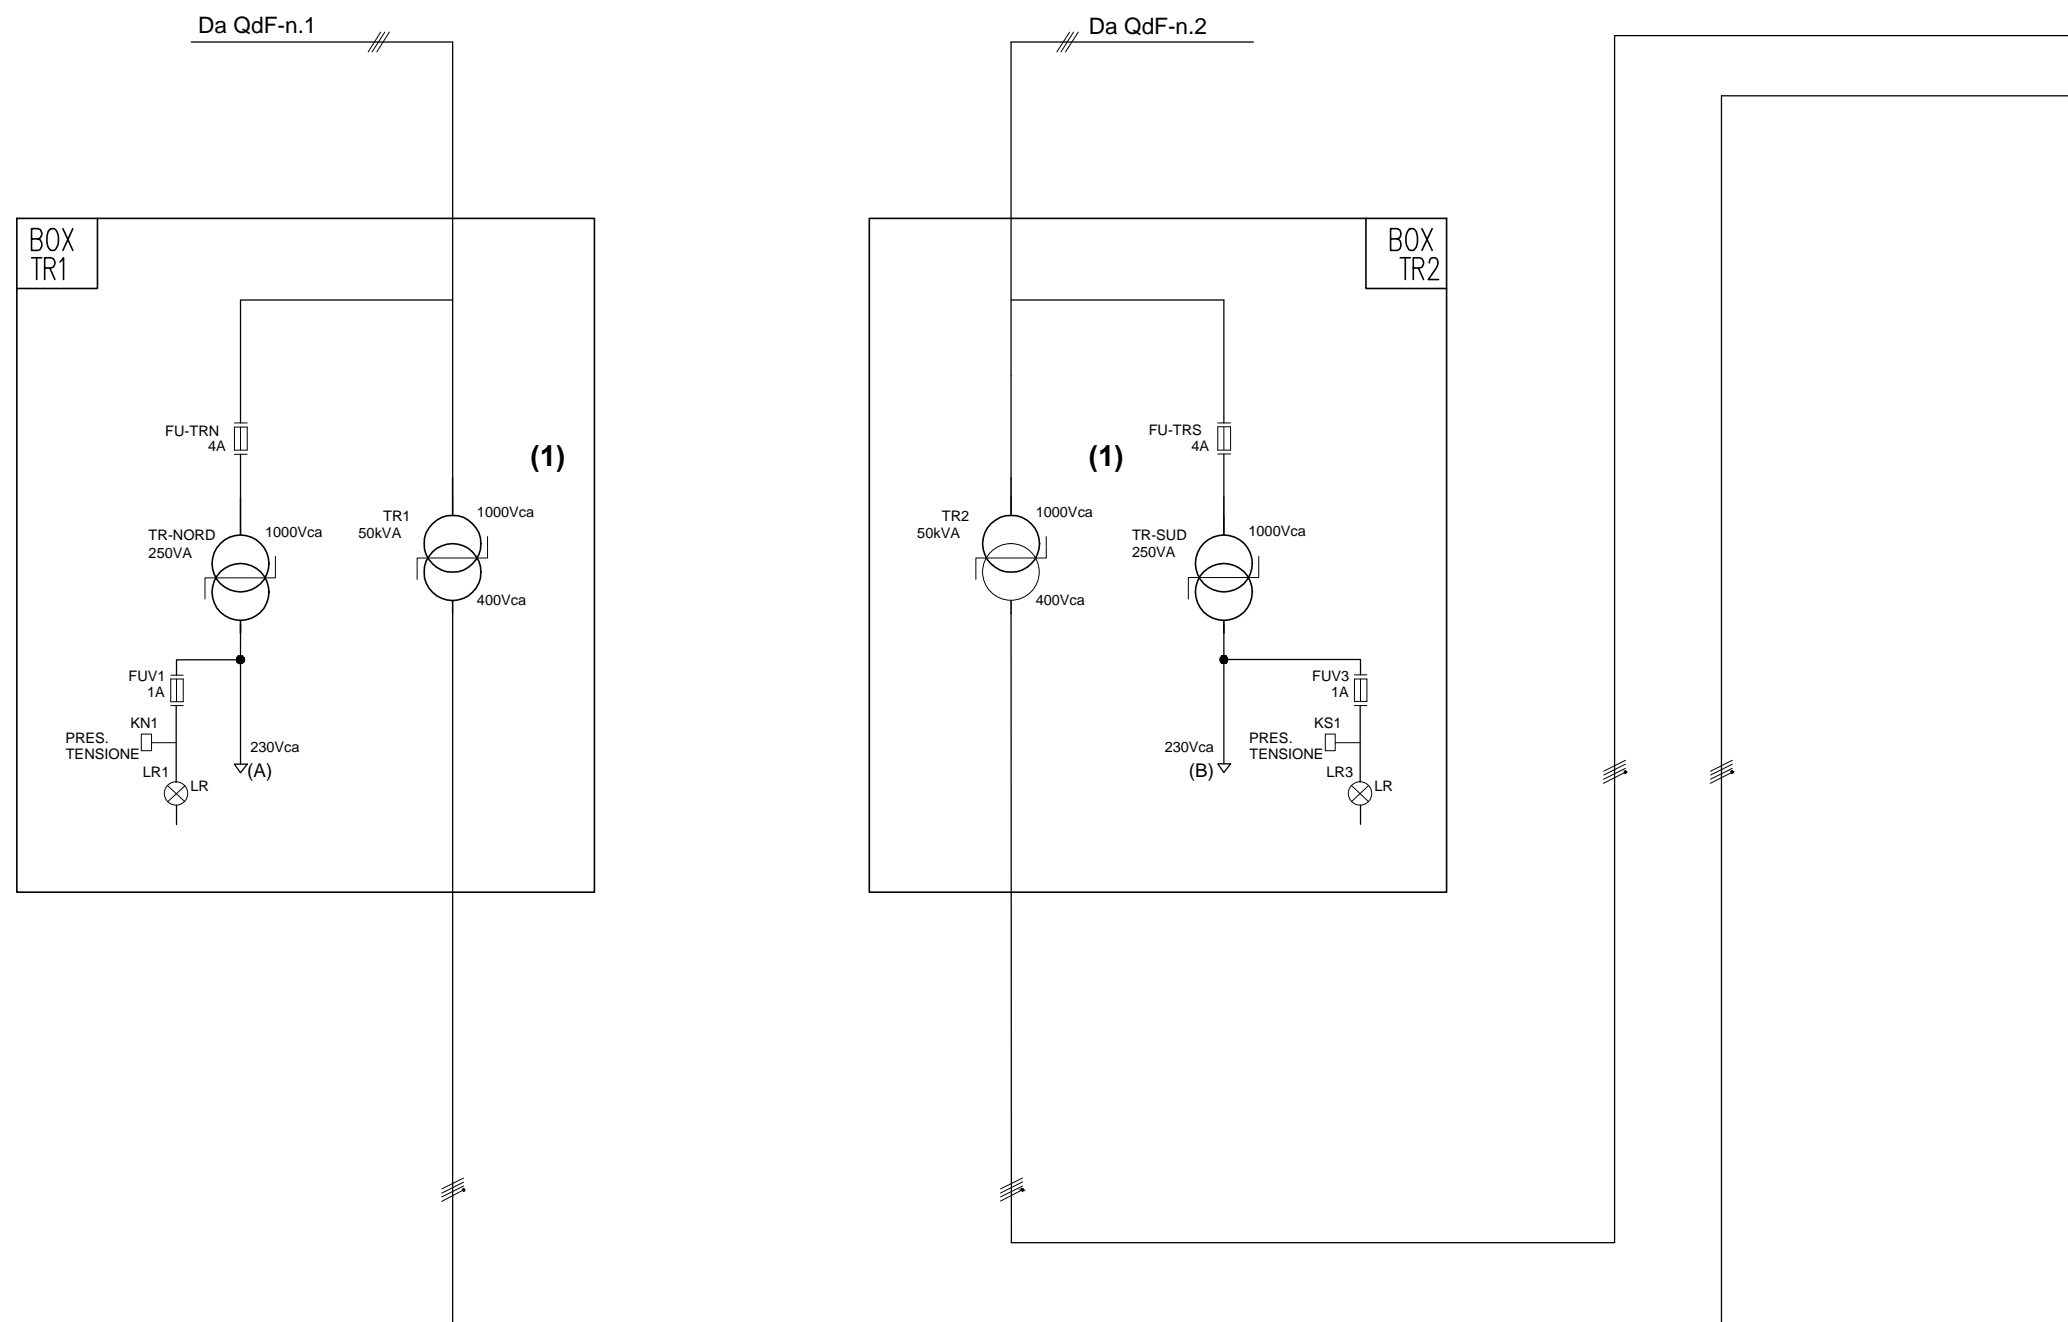 Da QdF-n.1
Da QdF-n.2
BOX
TR1
BOX
TR2
FU-TRN
4A
(1)
TR-NORD
250VA
1000Vca
TR1
50kVA
1000Vca
400Vca
FUV1
1A
KN1
PRES.
TENSIONE
230Vca
(A)
LR1
LR
FU-TRS
4A
(1)
TR2
50kVA
1000Vca
400Vca
TR-SUD
250VA
1000Vca
FUV3
1A
KS1
PRES.
TENSIONE
230Vca
(B)
LR3
LR